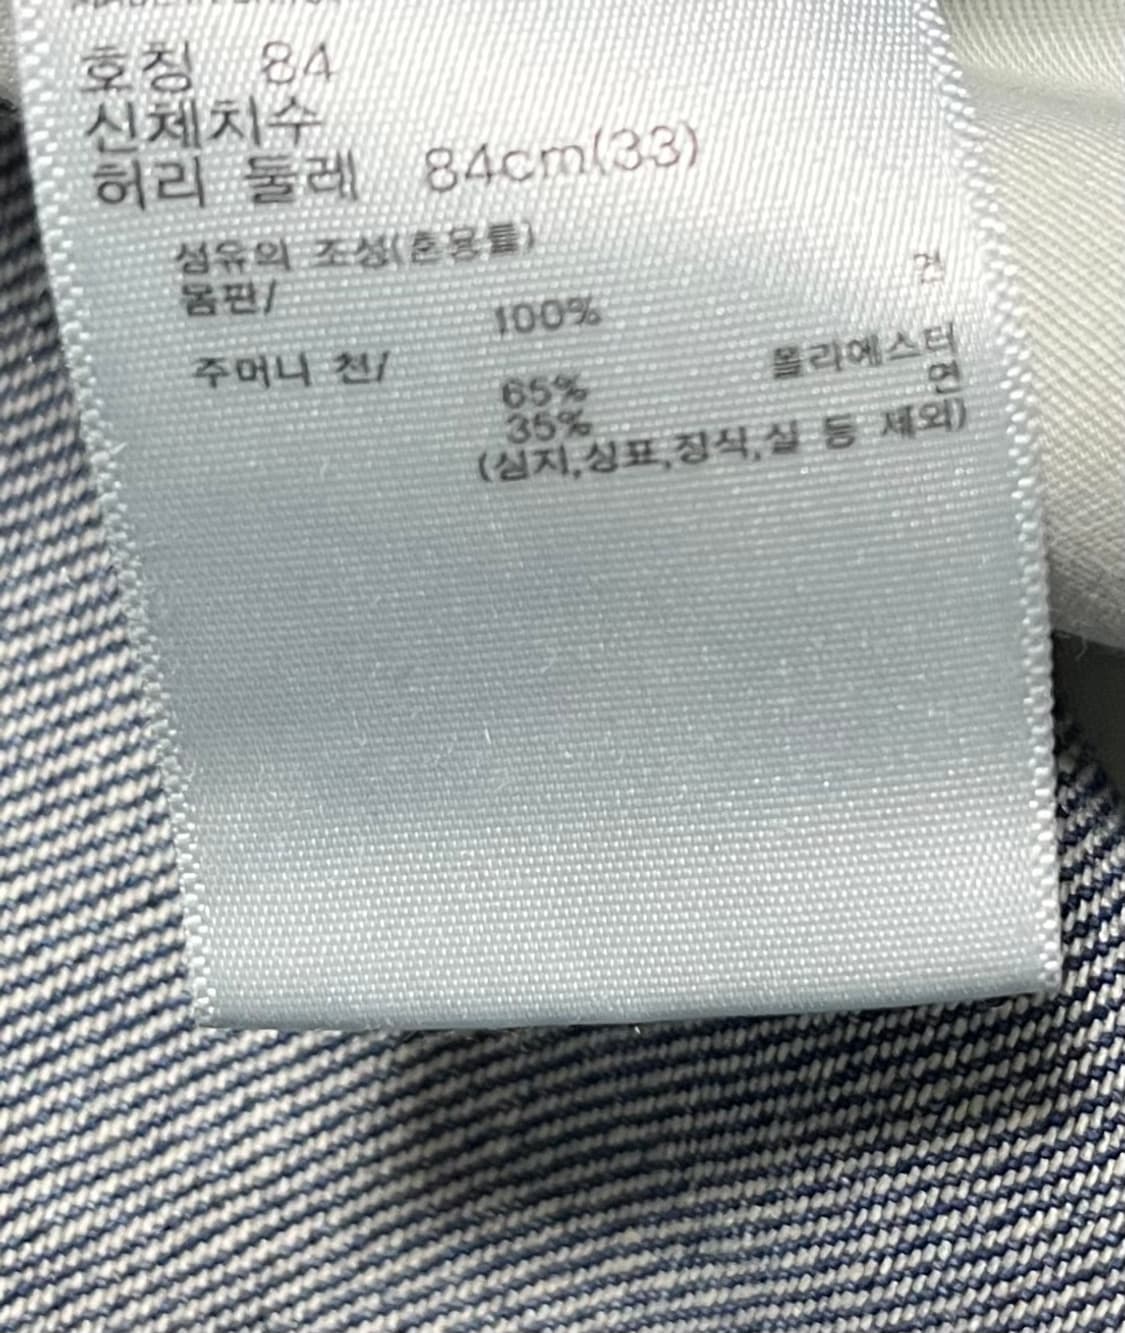 호칭 84
신체치수
허리 둘레 84cm(33)
섬유의 조성(혼용률)
몸판/
100% 면
주머니 천/
65% 폴리에스터
35% 면
(심지,상표,장식,실 등 제외)